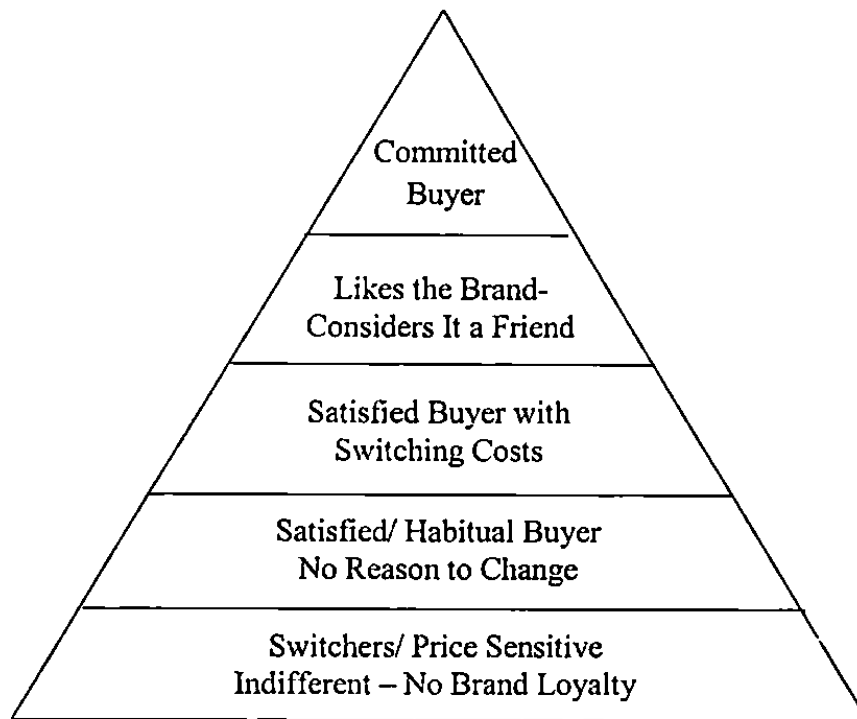 Committed
Buyer
Likes the Brand-
Considers It a Friend
Satisfied Buyer with
Switching Costs
Satisfied/ Habitual Buyer
No Reason to Change
Switchers/ Price Sensitive
Indifferent – No Brand Loyalty